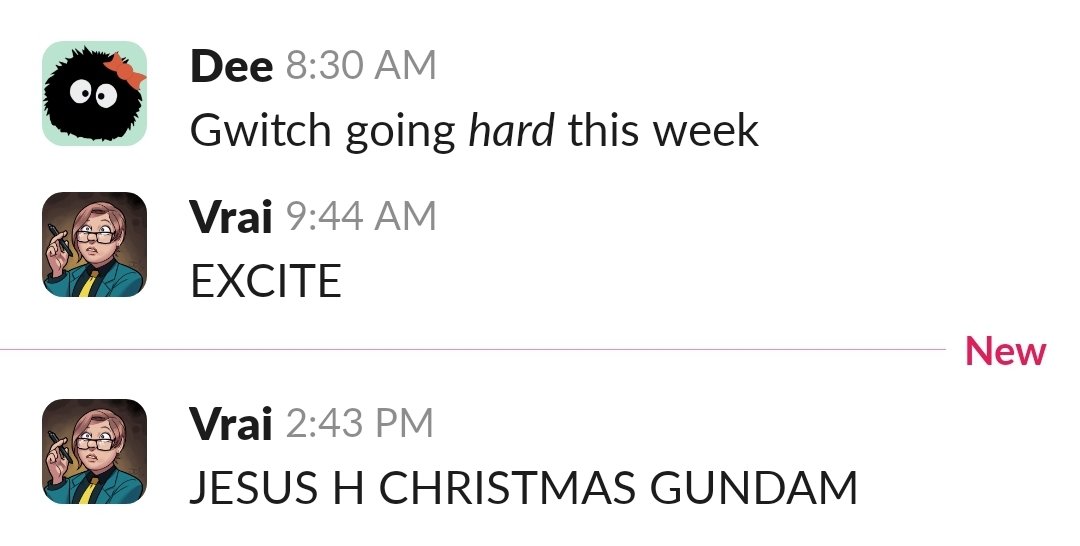 Dee 8:30 AM
Gwitch going hard this week
Vrai 9:44 AM
EXCITE
New
Vrai 2:43 PM
JESUS H CHRISTMAS GUNDAM